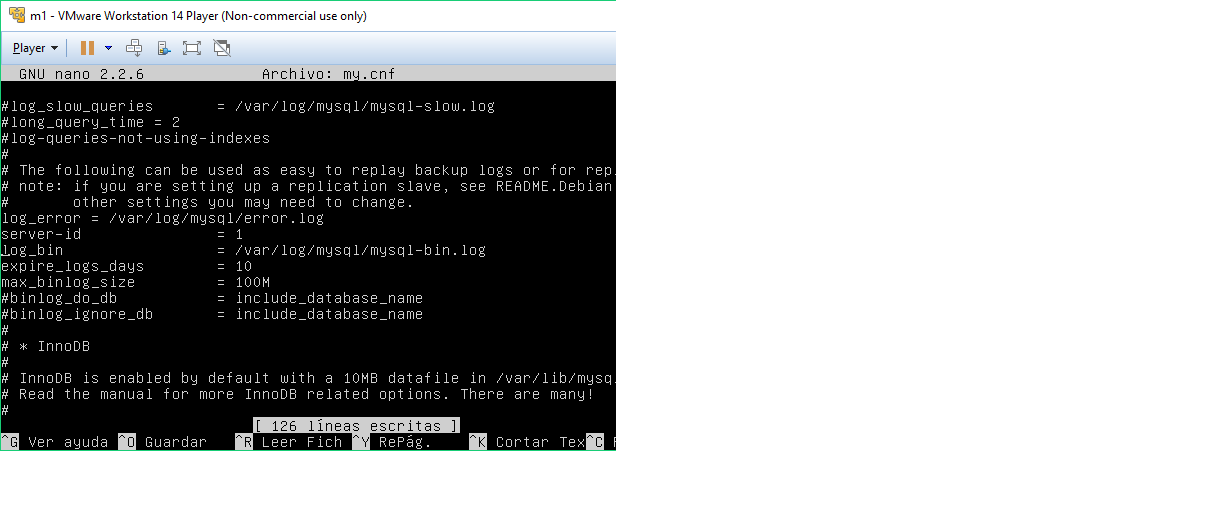 m1 - VMware Workstation 14 Player (Non-commercial use only)
Player
GNU nano 2.2.6 Archivo: my.cnf
#log_slow_queries = /var/log/mysql/mysql-slow.log
#long_query_time = 2
#log-queries-not-using-indexes
#
# The following can be used as easy to replay backup logs or for rep
# note: if you are setting up a replication slave, see README.Debian
# other settings you may need to change.
log_error = /var/log/mysql/error.log
server-id = 1
log_bin = /var/log/mysql/mysql-bin.log
expire_logs_days = 10
max_binlog_size = 100M
#binlog_do_db = include_database_name
#binlog_ignore_db = include_database_name
#
# * InnoDB
#
# InnoDB is enabled by default with a 10MB datafile in /var/lib/mysq
# Read the manual for more InnoDB related options. There are many!
#
[ 126 líneas escritas ]
^G Ver ayuda ^O Guardar ^R Leer Fich ^Y RePág. ^K Cortar Tex ^C